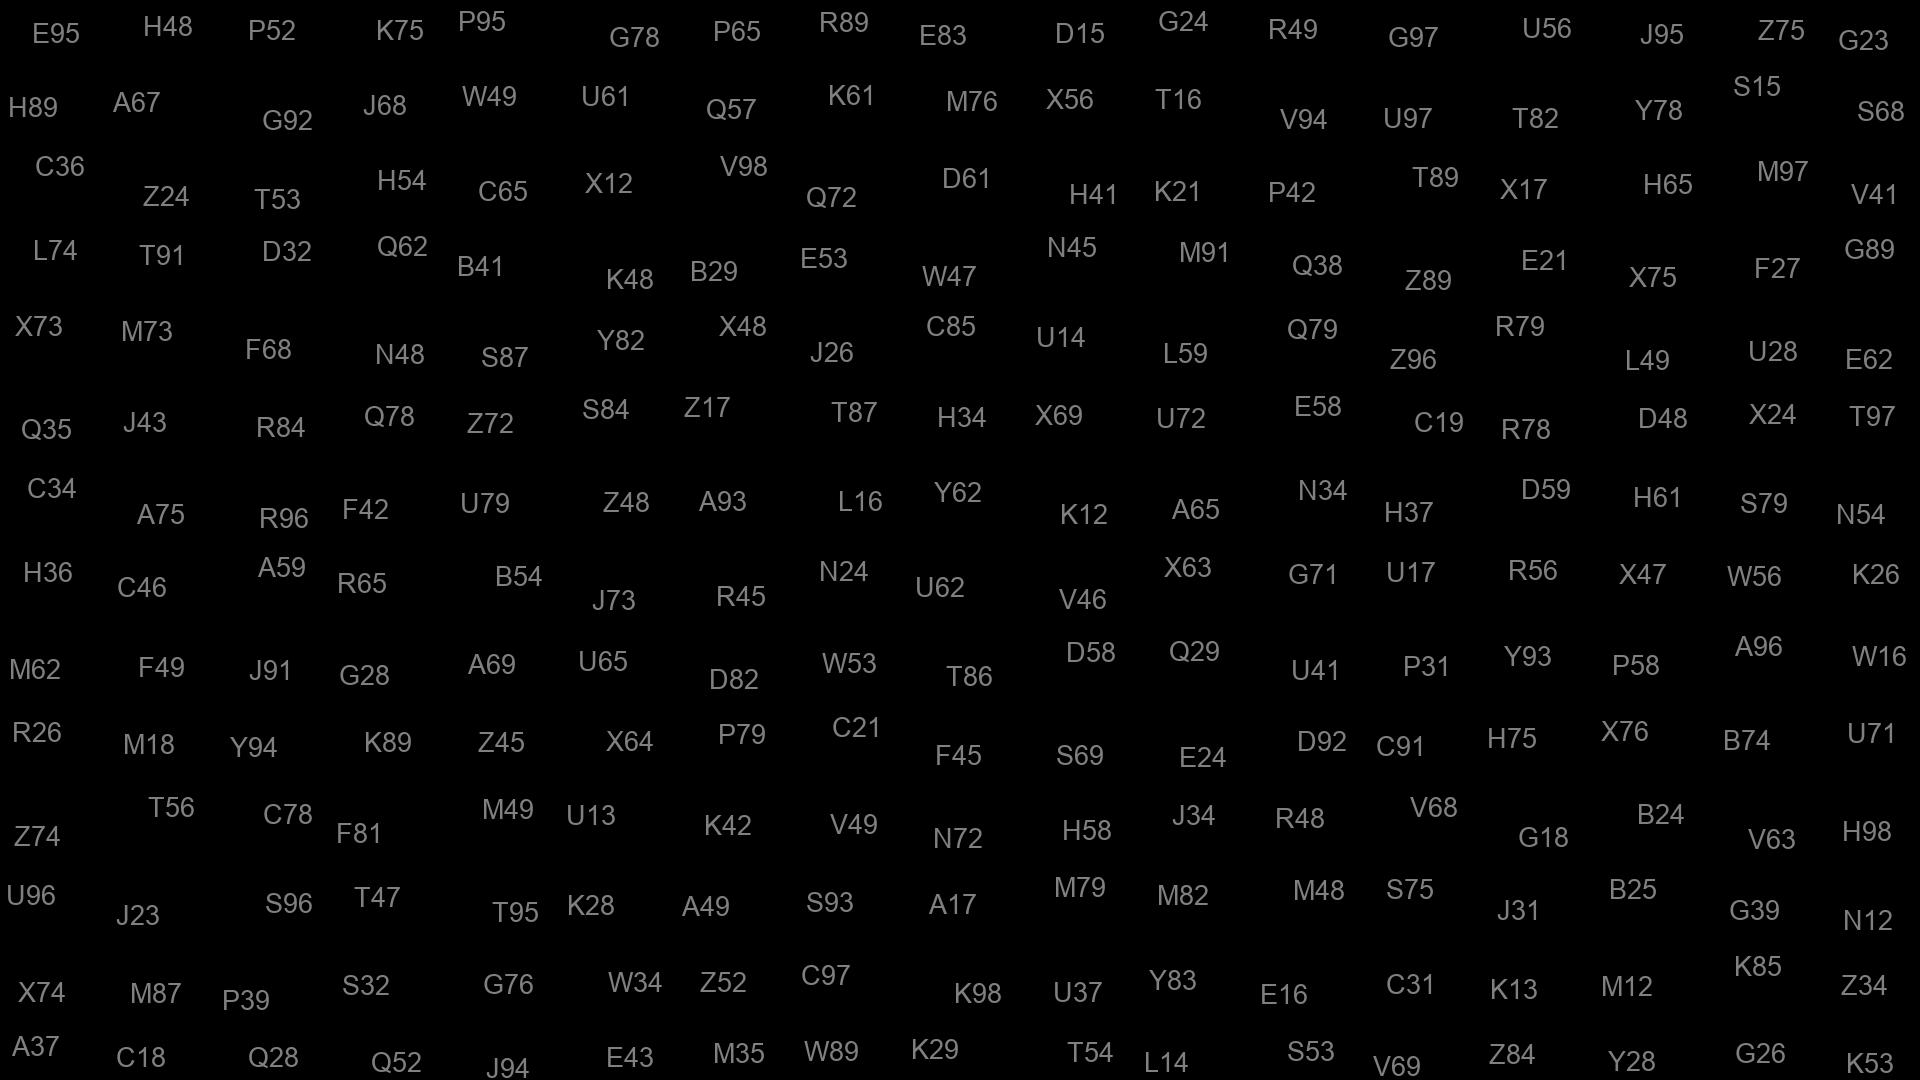 E95 H48 P52 K75 P95 G78 P65 R89 E83 D15 G24 R49 G97 U56 J95 Z75 G23
H89 A67 G92 J68 W49 U61 Q57 K61 M76 X56 T16 V94 U97 T82 Y78 S15 S68
C36 Z24 T53 H54 C65 X12 V98 Q72 D61 H41 K21 P42 T89 X17 H65 M97 V41
L74 T91 D32 Q62 B41 K48 B29 E53 W47 N45 M91 Q38 Z89 E21 X75 F27 G89
X73 M73 F68 N48 S87 Y82 X48 J26 C85 U14 L59 Q79 Z96 R79 L49 U28 E62
Q35 J43 R84 Q78 Z72 S84 Z17 T87 H34 X69 U72 E58 C19 R78 D48 X24 T97
C34 A75 R96 F42 U79 Z48 A93 L16 Y62 K12 A65 N34 H37 D59 H61 S79 N54
H36 C46 A59 R65 B54 J73 R45 N24 U62 V46 X63 G71 U17 R56 X47 W56 K26
M62 F49 J91 G28 A69 U65 D82 W53 T86 D58 Q29 U41 P31 Y93 P58 A96 W16
R26 M18 Y94 K89 Z45 X64 P79 C21 F45 S69 E24 D92 C91 H75 X76 B74 U71
Z74 T56 C78 F81 M49 U13 K42 V49 N72 H58 J34 R48 V68 G18 B24 V63 H98
U96 J23 S96 T47 T95 K28 A49 S93 A17 M79 M82 M48 S75 J31 B25 G39 N12
X74 M87 P39 S32 G76 W34 Z52 C97 K98 U37 Y83 E16 C31 K13 M12 K85 Z34
A37 C18 Q28 Q52 J94 E43 M35 W89 K29 T54 L14 S53 V69 Z84 Y28 G26 K53